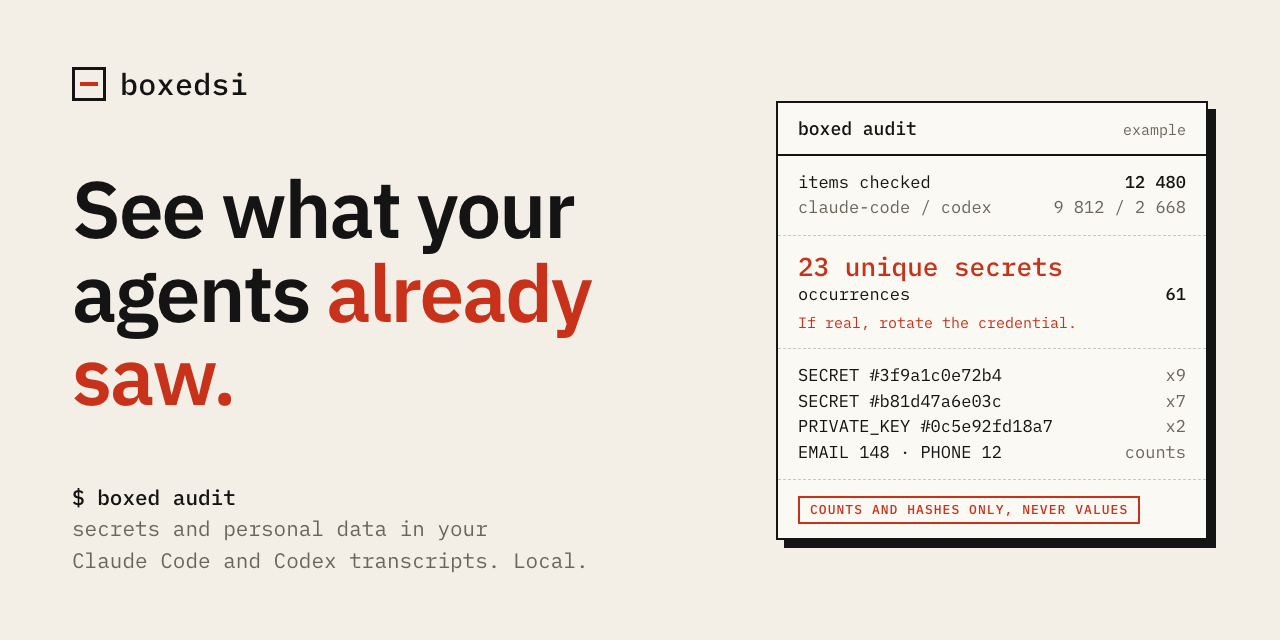 boxedsi
See what your
agents already
saw.
$ boxed audit
secrets and personal data in your
Claude Code and Codex transcripts. Local.
boxed audit example
items checked 12 480
claude-code / codex 9 812 / 2 668
23 unique secrets
occurrences 61
If real, rotate the credential.
SECRET #3f9a1c0e72b4 x9
SECRET #b81d47a6e03c x7
PRIVATE_KEY #0c5e92fd18a7 x2
EMAIL 148 · PHONE 12 counts
COUNTS AND HASHES ONLY, NEVER VALUES